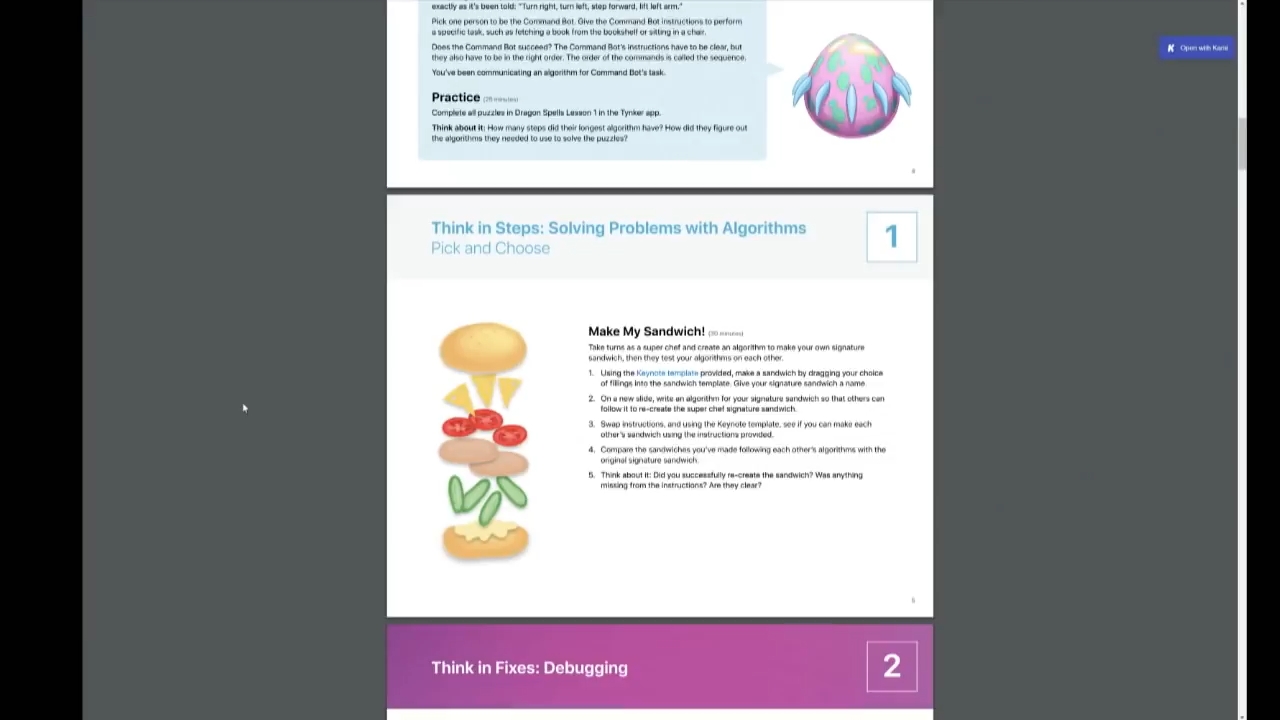 exactly as it's been told: "Turn right, turn left, step forward, lift left arm."
Pick one person to be the Command Bot. Give the Command Bot instructions to perform
a specific task, such as fetching a book from the bookshelf or sitting in a chair.
Does the Command Bot succeed? The Command Bot's instructions have to be clear, but
they also have to be in the right order. The order of the commands is called the sequence.
You've been communicating an algorithm for Command Bot's task.
Practice (25 minutes)
Complete all puzzles in Dragon Spells Lesson 1 in the Tynker app.
Think about it: How many steps did their longest algorithm have? How did they figure out
the algorithms they needed to use to solve the puzzles?
Open with Kami
Think in Steps: Solving Problems with Algorithms
Pick and Choose
1
Make My Sandwich! (30 minutes)
Take turns as a super chef and create an algorithm to make your own signature
sandwich, then they test your algorithms on each other.
1. Using the Keynote template provided, make a sandwich by dragging your choice
of fillings into the sandwich template. Give your signature sandwich a name.
2. On a new slide, write an algorithm for your signature sandwich so that others can
follow it to re-create the super chef signature sandwich.
3. Swap instructions, and using the Keynote template, see if you can make each
other's sandwich using the instructions provided.
4. Compare the sandwiches you've made following each other's algorithms with the
original signature sandwich.
5. Think about it: Did you successfully re-create the sandwich? Was anything
missing from the instructions? Are they clear?
5
Think in Fixes: Debugging
2